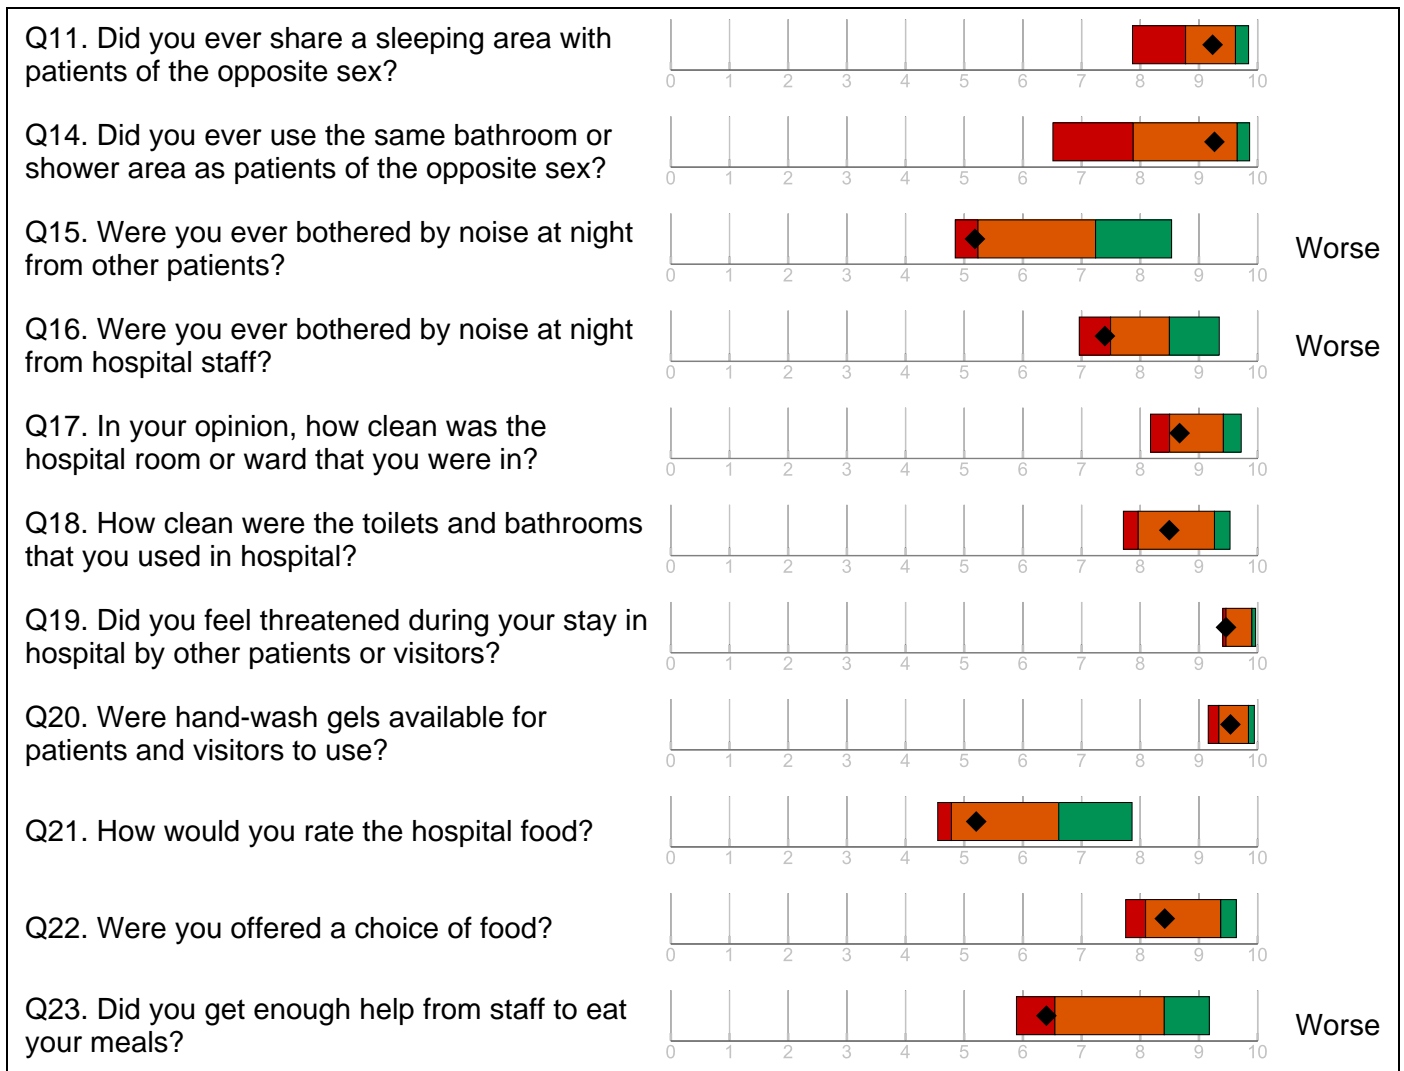 Q11. Did you ever share a sleeping area with
patients of the opposite sex?
0 1 2 3 4 5 6 7 8 9 10
Q14. Did you ever use the same bathroom or
shower area as patients of the opposite sex?
0 1 2 3 4 5 6 7 8 9 10
Q15. Were you ever bothered by noise at night
from other patients?
Worse
0 1 2 3 4 5 6 7 8 9 10
Q16. Were you ever bothered by noise at night
from hospital staff?
Worse
0 1 2 3 4 5 6 7 8 9 10
Q17. In your opinion, how clean was the
hospital room or ward that you were in?
0 1 2 3 4 5 6 7 8 9 10
Q18. How clean were the toilets and bathrooms
that you used in hospital?
0 1 2 3 4 5 6 7 8 9 10
Q19. Did you feel threatened during your stay in
hospital by other patients or visitors?
0 1 2 3 4 5 6 7 8 9 10
Q20. Were hand-wash gels available for
patients and visitors to use?
0 1 2 3 4 5 6 7 8 9 10
Q21. How would you rate the hospital food?
0 1 2 3 4 5 6 7 8 9 10
Q22. Were you offered a choice of food?
0 1 2 3 4 5 6 7 8 9 10
Q23. Did you get enough help from staff to eat
your meals?
Worse
0 1 2 3 4 5 6 7 8 9 10